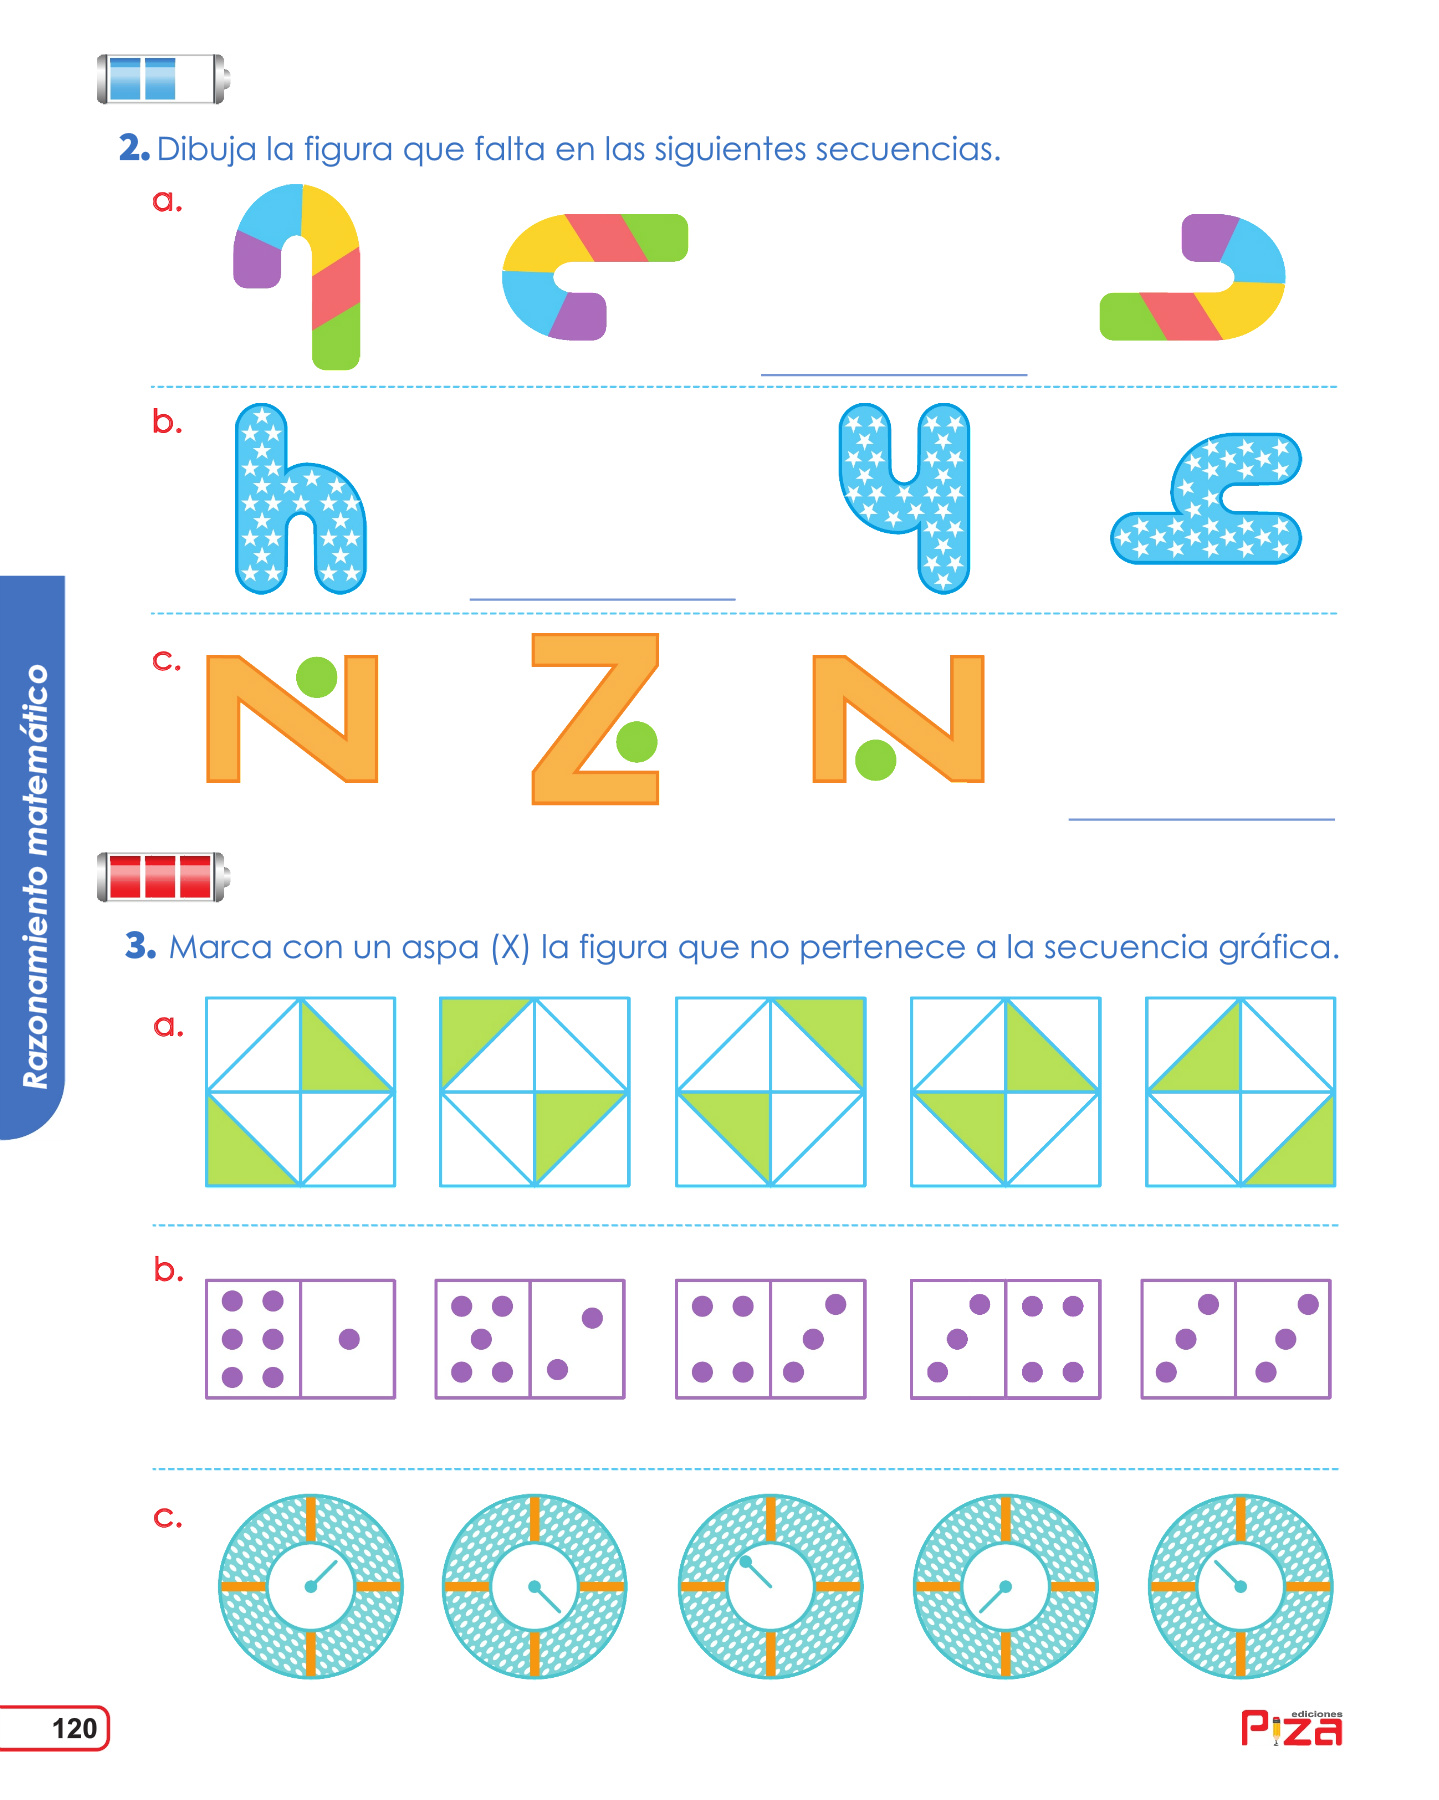 2. Dibuja la figura que falta en las siguientes secuencias.
a.
b.
c.
Razonamiento matemático
3. Marca con un aspa (X) la figura que no pertenece a la secuencia gráfica.
a.
b.
c.
120
ediciones
Piza